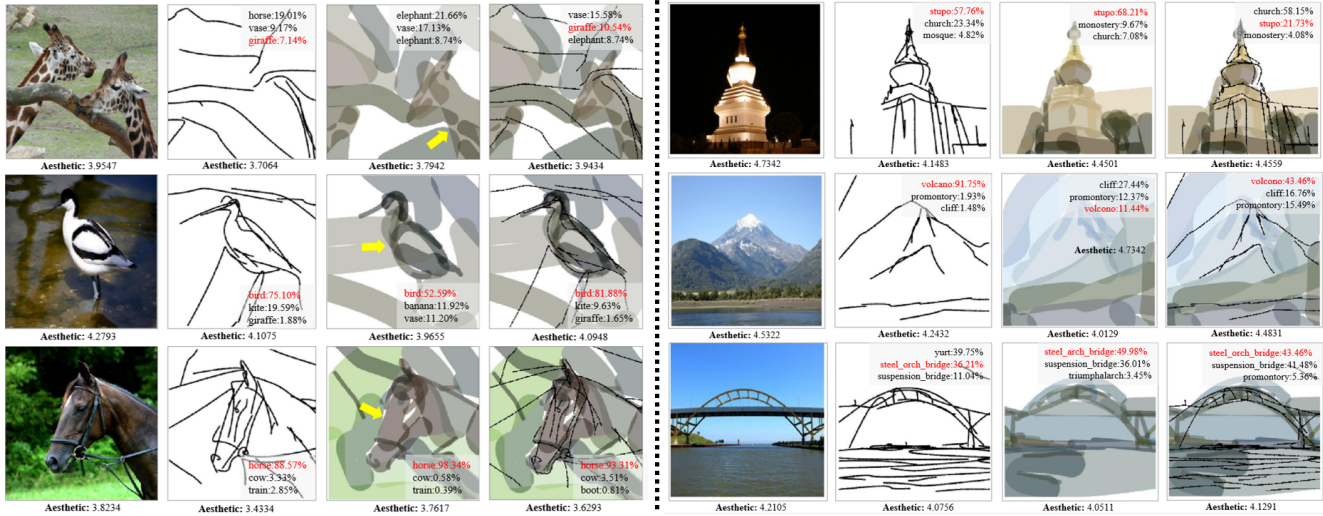 horse:19.01%
vase:9.17%
giraffe:7.14%
elephant:21.66%
vase:17.13%
elephant:8.74%
vase:15.58%
giraffe:10.54%
elephant:8.74%
Aesthetic: 3.9547
Aesthetic: 3.7064
Aesthetic: 3.7942
Aesthetic: 3.9434
bird:75.10%
kite:19.59%
giraffe:1.88%
bird:52.59%
banana:11.92%
vase:11.20%
bird:81.88%
kite:9.63%
giraffe:1.65%
Aesthetic: 4.2793
Aesthetic: 4.1075
Aesthetic: 3.9655
Aesthetic: 4.0948
horse:88.57%
cow:3.33%
train:2.85%
horse:98.34%
cow:0.58%
train:0.39%
horse:93.31%
cow:3.51%
boot:0.81%
Aesthetic: 3.8234
Aesthetic: 3.4334
Aesthetic: 3.7617
Aesthetic: 3.6293
stupo:57.76%
church:23.34%
mosque: 4.82%
stupo:68.21%
monostery:9.67%
church:7.08%
church:58.15%
stupo:21.73%
monostery:4.08%
Aesthetic: 4.7342
Aesthetic: 4.1483
Aesthetic: 4.4501
Aesthetic: 4.4559
volcano:91.75%
promontory:1.93%
cliff:1.48%
cliff:27.44%
promontory:12.37%
volcono:11.44%
Aesthetic: 4.7342
volcono:43.46%
cliff:16.76%
promontory:15.49%
Aesthetic: 4.5322
Aesthetic: 4.2432
Aesthetic: 4.0129
Aesthetic: 4.4831
yurt:39.75%
steel_orch_bridge:36.21%
suspension_bridge:11.04%
steel_arch_bridge:49.98%
suspension_bridge:36.01%
triumphalarch:3.45%
steel_orch_bridge:43.46%
suspension_bridge:41.48%
promontory:5.36%
Aesthetic: 4.2105
Aesthetic: 4.0756
Aesthetic: 4.0511
Aesthetic: 4.1291